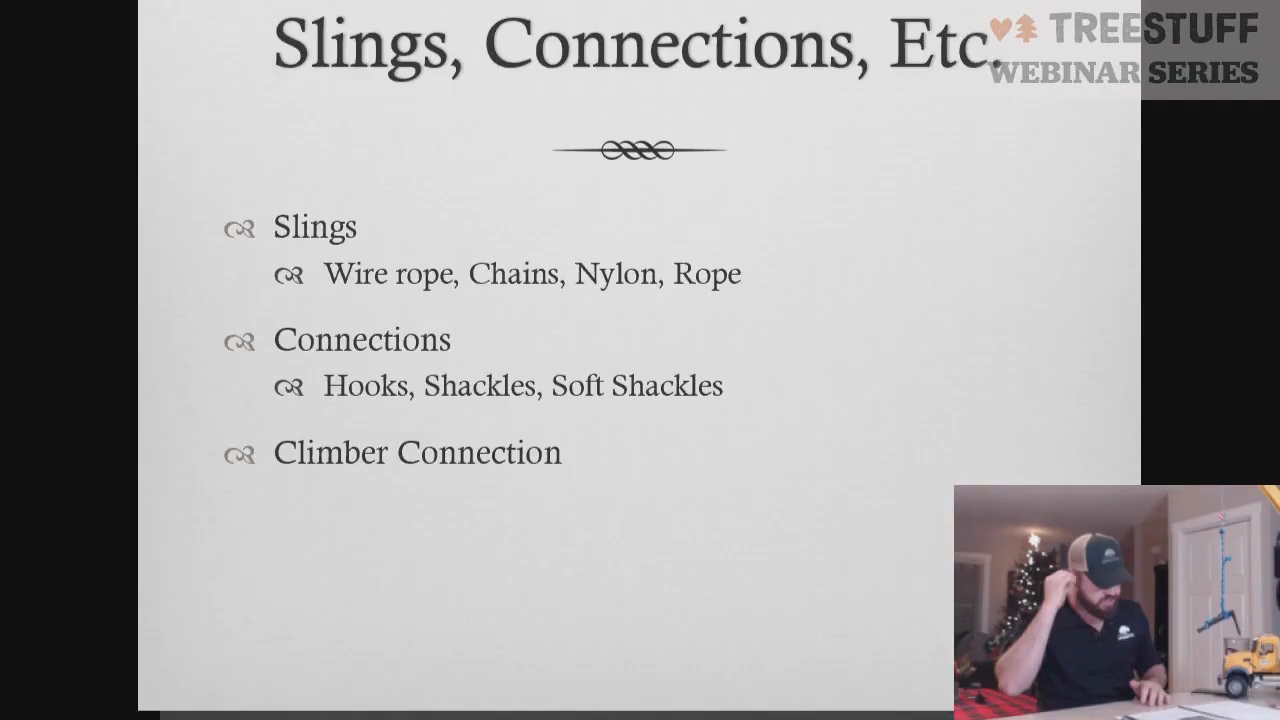 Slings, Connections, Etc.
TREESTUFF
WEBINAR SERIES
Slings
Wire rope, Chains, Nylon, Rope
Connections
Hooks, Shackles, Soft Shackles
Climber Connection